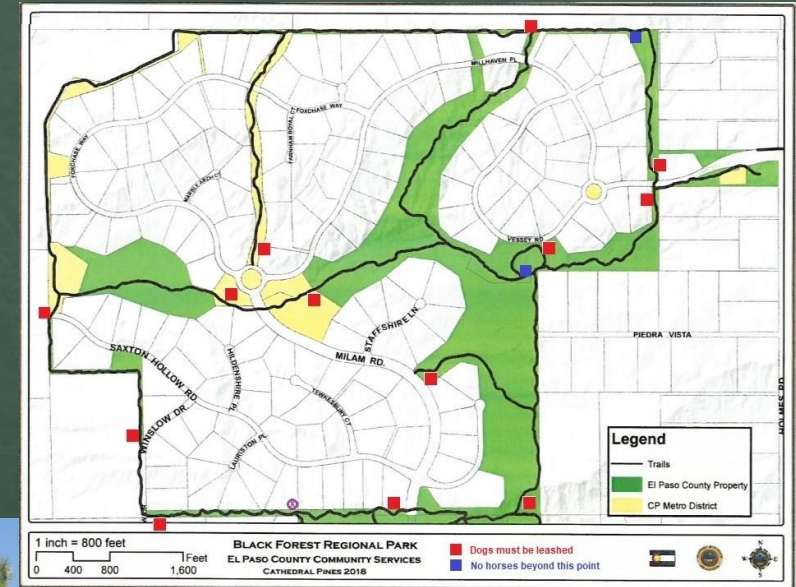 MILLHAVEN PL
FOXCHASE WAY
FARNHAM ROYAL CT
FOXCHASE WAY
MARBLE ARCH CT
VESSEY RD
PIEDRA VISTA
STAFFSHIRE LN
MILAM RD.
SAXTON HOLLOW RD
HILDENSHIRE PL
TEWKESBURY CT
WINSLOW DR.
LAURISTON PL
HOLMES RD
Legend
Trails
El Paso County Property
CP Metro District
1 inch = 800 feet
Feet
0 400 800 1,600
BLACK FOREST REGIONAL PARK
EL PASO COUNTY COMMUNITY SERVICES
CATHEDRAL PINES 2018
Dogs must be leashed
No horses beyond this point
N
W E
S